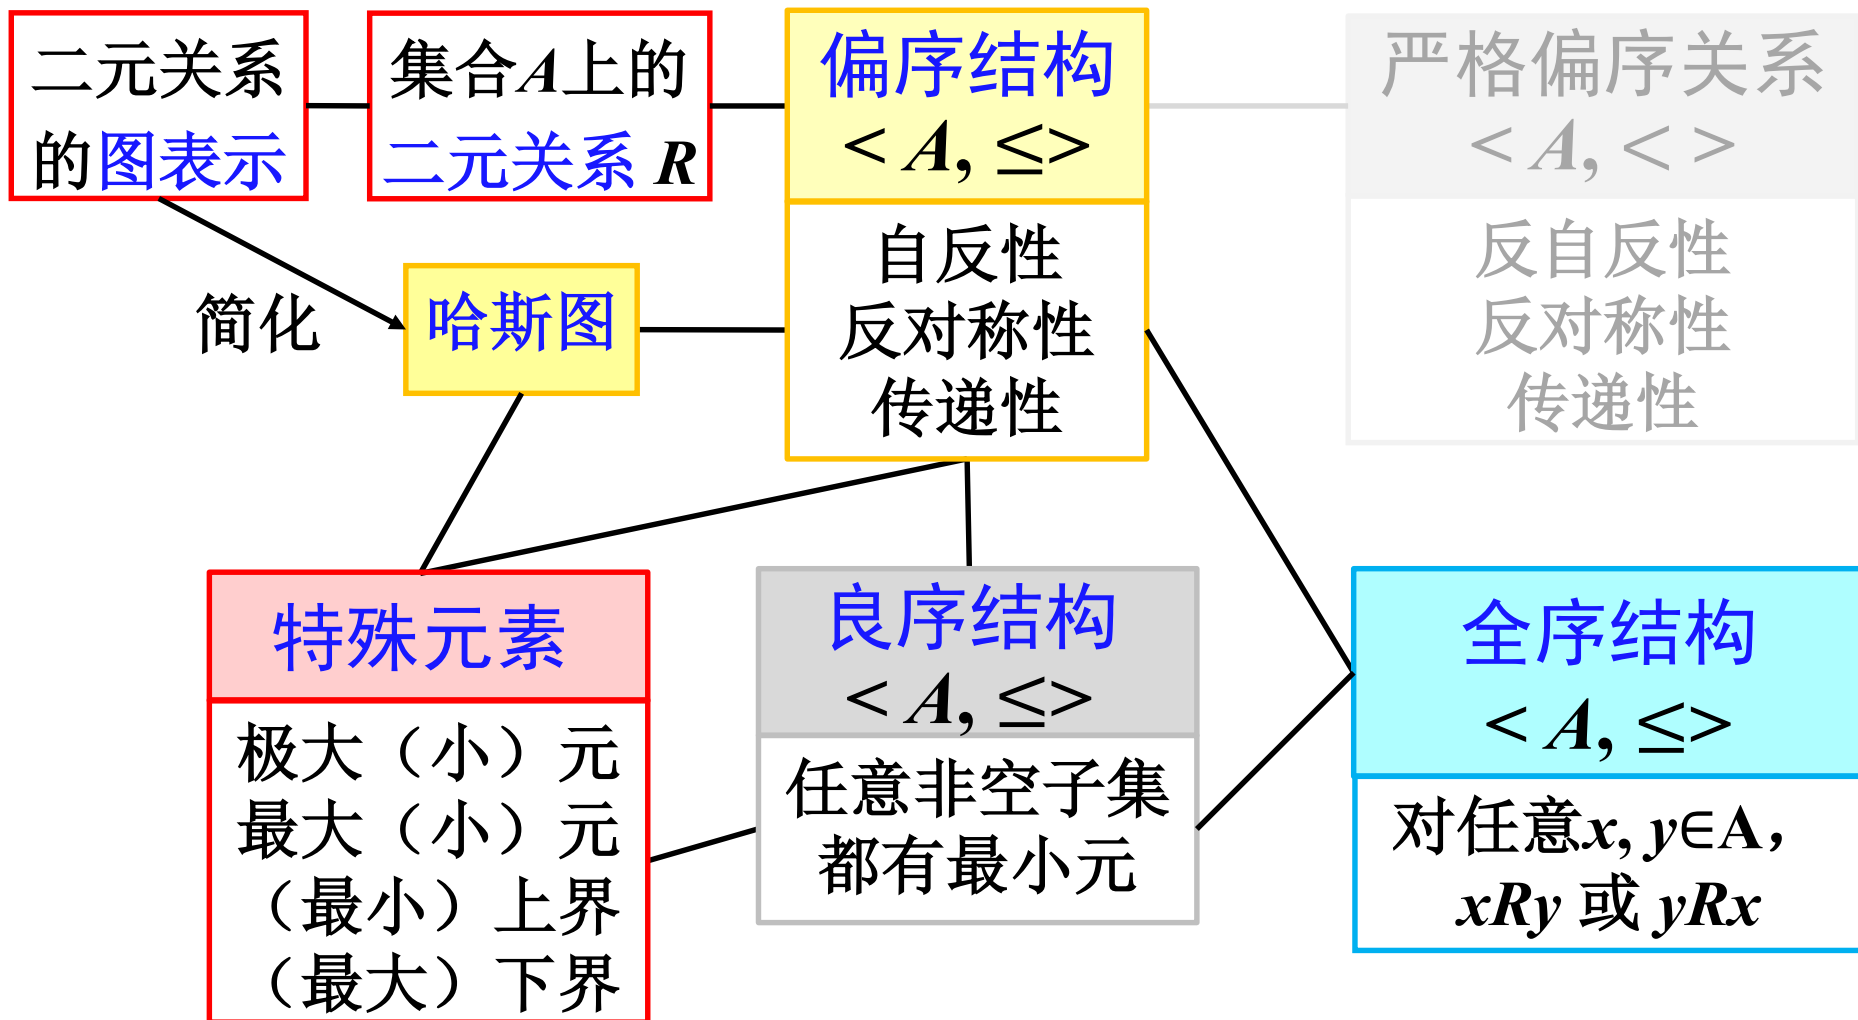 二元关系
的图表示
集合A上的
二元关系 R
偏序结构
< A, ≤>
自反性
反对称性
传递性
严格偏序关系
< A, < >
反自反性
反对称性
传递性
简化
哈斯图
特殊元素
极大（小）元
最大（小）元
（最小）上界
（最大）下界
良序结构
< A, ≤>
任意非空子集
都有最小元
全序结构
< A, ≤>
对任意x, y∈A，
xRy 或 yRx